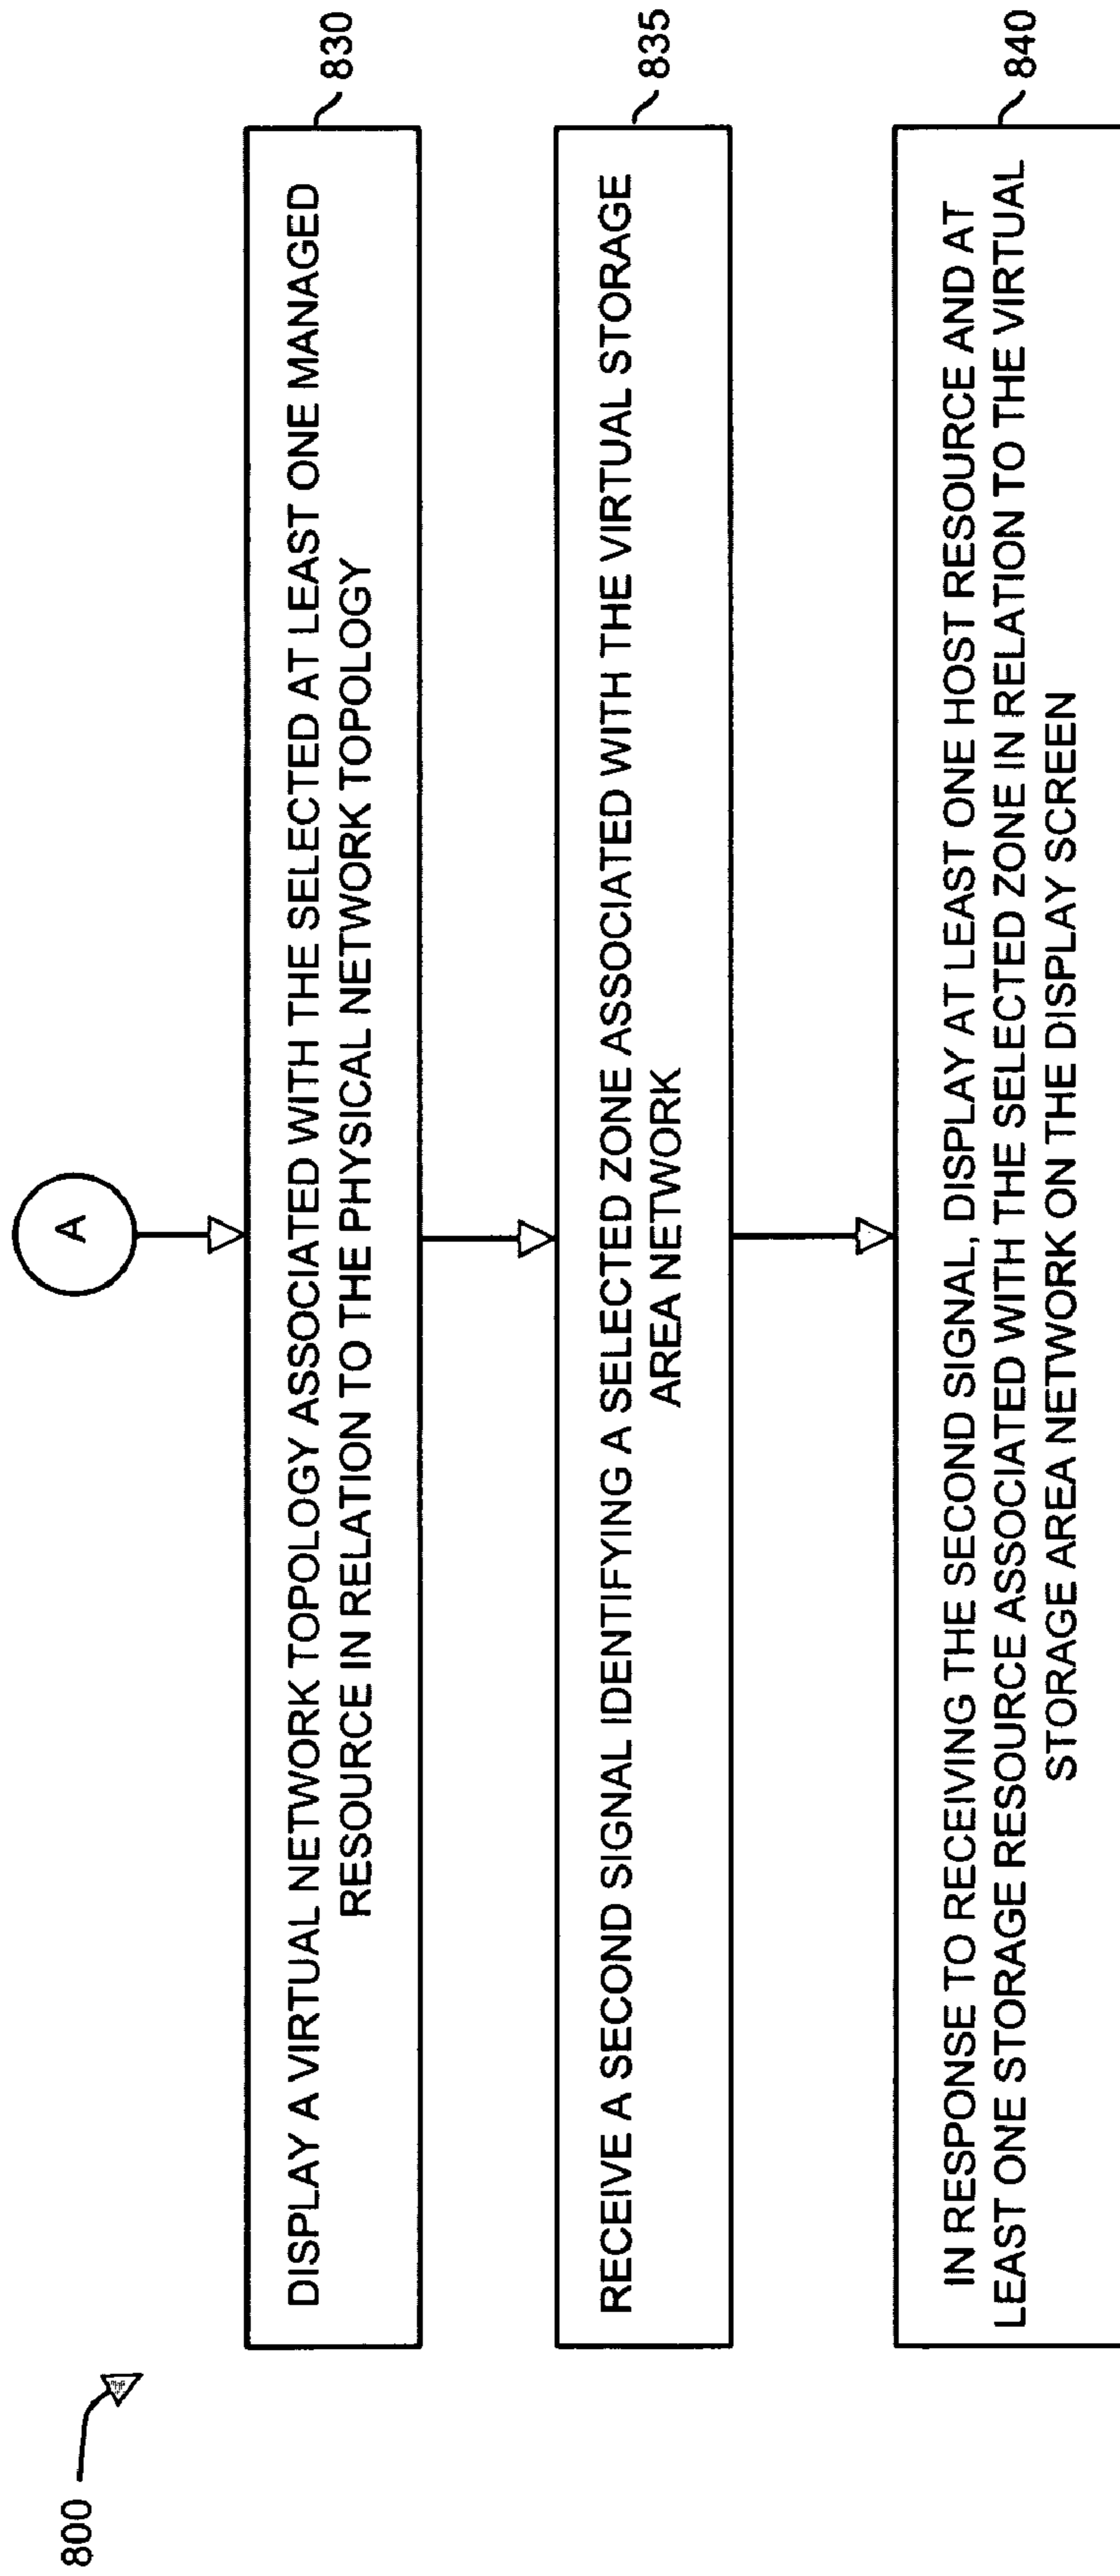 800
A
DISPLAY A VIRTUAL NETWORK TOPOLOGY ASSOCIATED WITH THE SELECTED AT LEAST ONE MANAGED
RESOURCE IN RELATION TO THE PHYSICAL NETWORK TOPOLOGY
830
RECEIVE A SECOND SIGNAL IDENTIFYING A SELECTED ZONE ASSOCIATED WITH THE VIRTUAL STORAGE
AREA NETWORK
835
IN RESPONSE TO RECEIVING THE SECOND SIGNAL, DISPLAY AT LEAST ONE HOST RESOURCE AND AT
LEAST ONE STORAGE RESOURCE ASSOCIATED WITH THE SELECTED ZONE IN RELATION TO THE VIRTUAL
STORAGE AREA NETWORK ON THE DISPLAY SCREEN
840